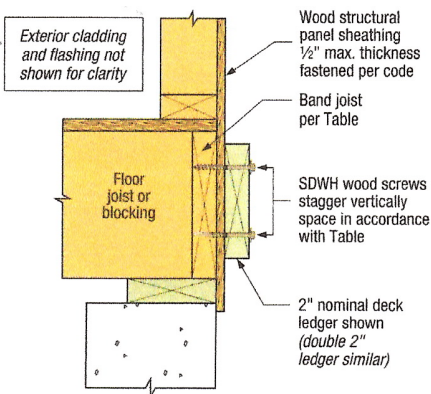 Exterior cladding
and flashing not
shown for clarity
Wood structural
panel sheathing
½" max. thickness
fastened per code
Band joist
per Table
Floor
joist or
blocking
SDWH wood screws
stagger vertically
space in accordance
with Table
2" nominal deck
ledger shown
(double 2"
ledger similar)